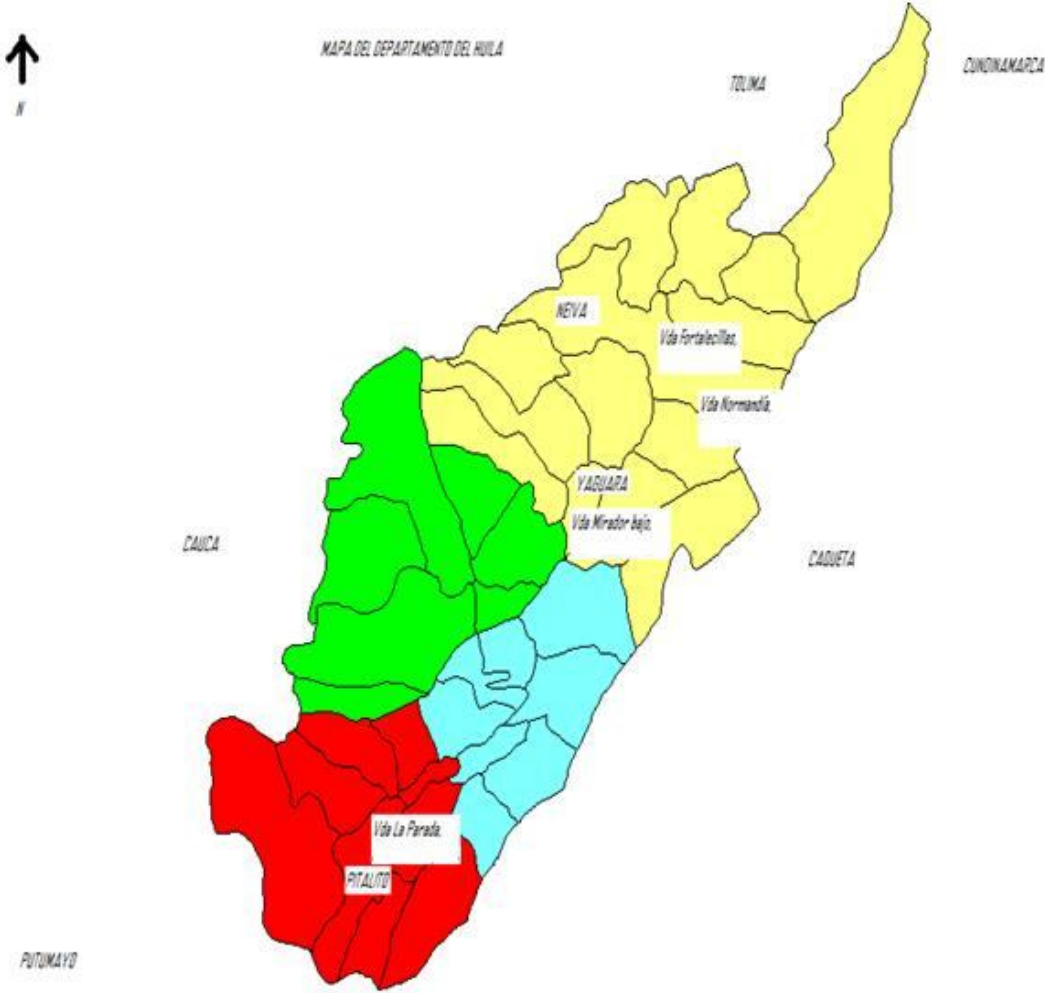 MAPA DEL DEPARTAMENTO DEL HUILA
CUNDINAMARCA
TOLIMA
N
NEIVA
Vda Fortalecillas,
Vda Normandía,
YAGUARA
Vda Mirador bajo,
CAUCA
CAQUETA
Vda La Parada,
PITALITO
PUTUMAYO